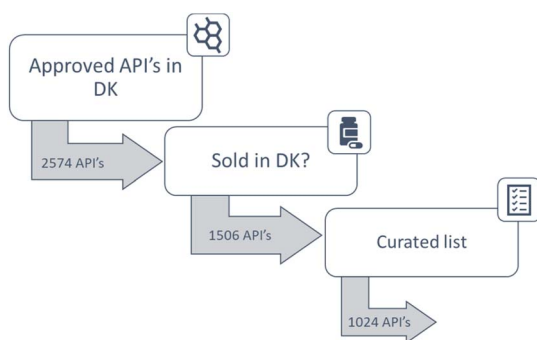 Approved API's in
DK
2574 API's
Sold in DK?
1506 API's
Curated list
1024 API's